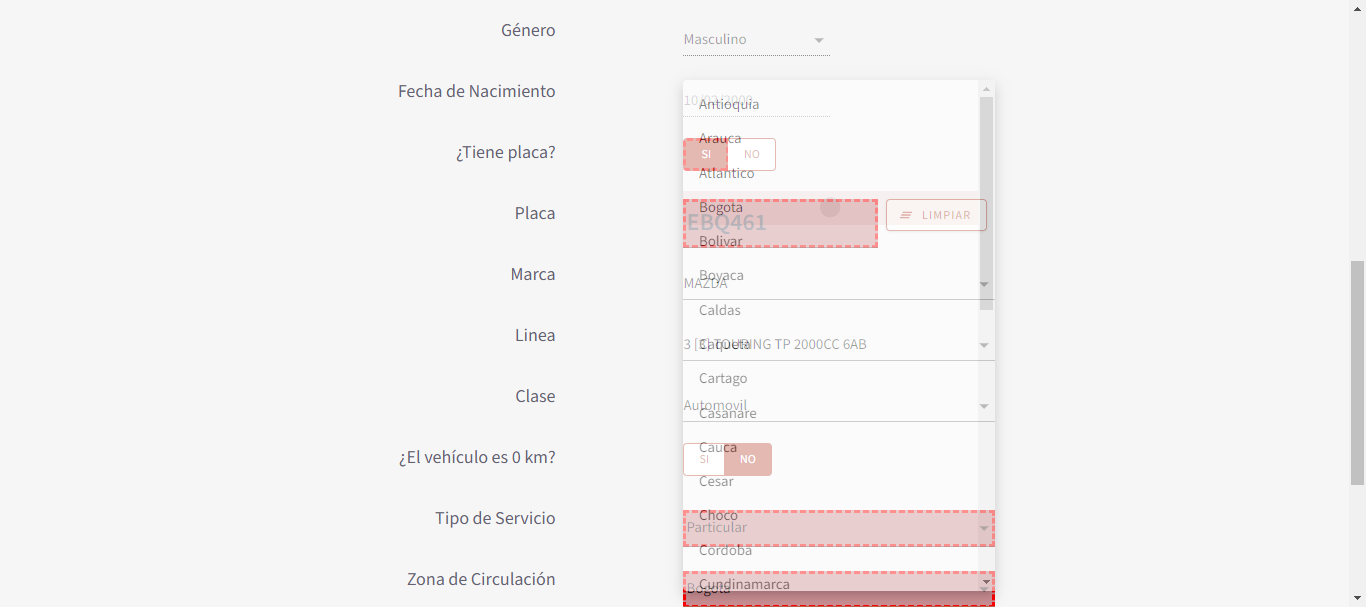 Género
Masculino
Fecha de Nacimiento
10/02/2000
Antioquia
Arauca
¿Tiene placa?
SI
NO
Atlantico
Placa
Bogota
EBQ461
LIMPIAR
Bolivar
Boyaca
Marca
MAZDA
Caldas
Linea
3 [3] TOURING TP 2000CC 6AB
Caqueta
Cartago
Clase
Automovil
Casanare
Cauca
¿El vehículo es 0 km?
SI
NO
Cesar
Choco
Tipo de Servicio
Particular
Cordoba
Zona de Circulación
Cundinamarca
Bogota